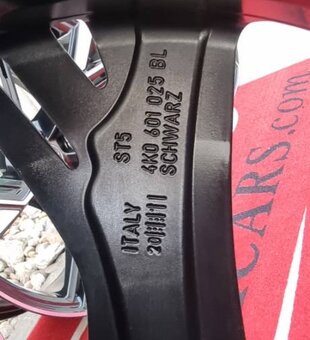 ST5
4K0 601 025 BL
SCHWARZ
ITALY
CARS.com